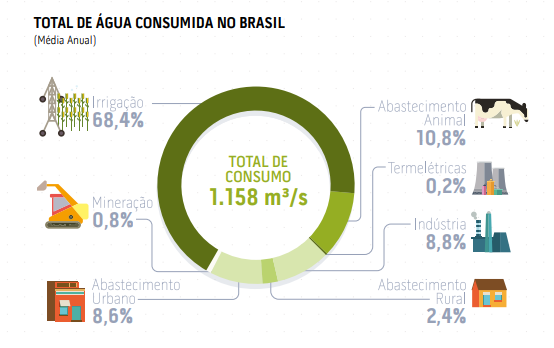 TOTAL DE ÁGUA CONSUMIDA NO BRASIL
(Média Anual)
Irrigação
68,4%
Mineração
0,8%
Abastecimento
Urbano
8,6%
TOTAL DE
CONSUMO
1.158 m³/s
Abastecimento
Animal
10,8%
Termelétricas
0,2%
Indústria
8,8%
Abastecimento
Rural
2,4%